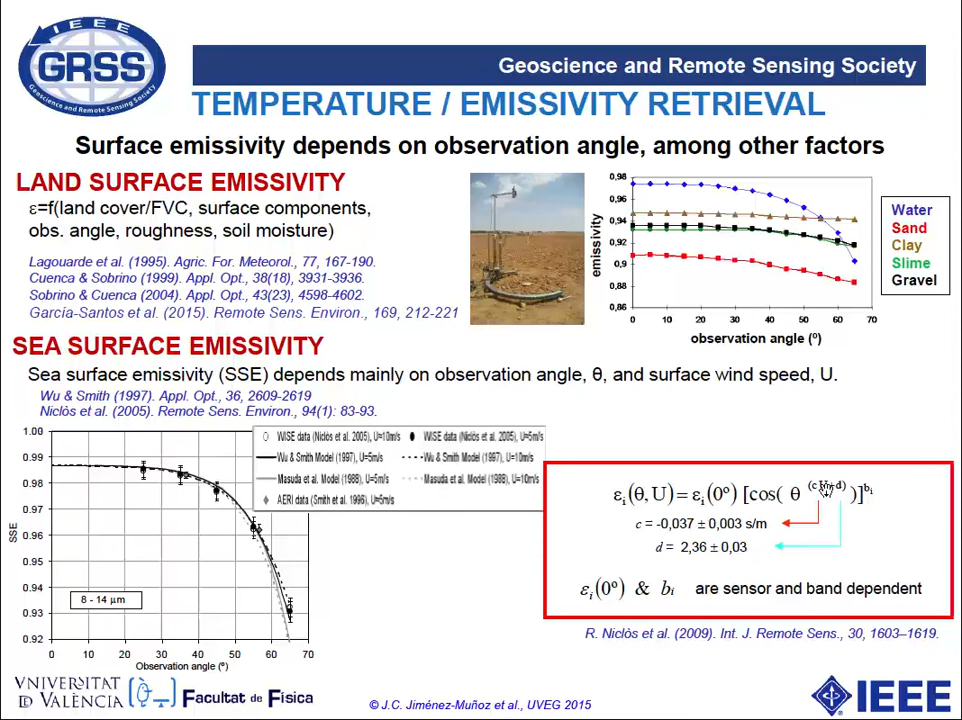 IEEE
GRSS
Geoscience and Remote Sensing Society
Geoscience and Remote Sensing Society
TEMPERATURE / EMISSIVITY RETRIEVAL
Surface emissivity depends on observation angle, among other factors
LAND SURFACE EMISSIVITY
ε=f(land cover/FVC, surface components,
obs. angle, roughness, soil moisture)
Lagouarde et al. (1995). Agric. For. Meteorol., 77, 167-190.
Cuenca & Sobrino (1999). Appl. Opt., 38(18), 3931-3936.
Sobrino & Cuenca (2004). Appl. Opt., 43(23), 4598-4602.
García-Santos et al. (2015). Remote Sens. Environ., 169, 212-221
emissivity
0,98
0,96
0,94
0,92
0,9
0,88
0,86
0 10 20 30 40 50 60 70
observation angle (º)
Water
Sand
Clay
Slime
Gravel
SEA SURFACE EMISSIVITY
Sea surface emissivity (SSE) depends mainly on observation angle, θ, and surface wind speed, U.
Wu & Smith (1997). Appl. Opt., 36, 2609-2619
Niclòs et al. (2005). Remote Sens. Environ., 94(1): 83-93.
WISE data (Niclòs et al. 2005), U=10m/s
WISE data (Niclòs et al. 2005), U=5m/s
Wu & Smith Model (1997), U=5m/s
Wu & Smith Model (1997), U=10m/s
Masuda et al. Model (1988), U=5m/s
Masuda et al. Model (1988), U=10m/s
AERI data (Smith et al. 1996), U=5m/s
SSE
1.00
0.99
0.98
0.97
0.96
0.95
0.94
0.93
0.92
8 - 14 μm
0 10 20 30 40 50 60 70
Observation angle (º)
εi(θ, U) = εi(0º) [cos( θ )]bi
c = -0,037 ± 0,003 s/m
d = 2,36 ± 0,03
εi(0º) & bi are sensor and band dependent
R. Niclòs et al. (2009). Int. J. Remote Sens., 30, 1603–1619.
VNIVERSITAT
DE VALÈNCIA
Facultat de Física
© J.C. Jiménez-Muñoz et al., UVEG 2015
IEEE